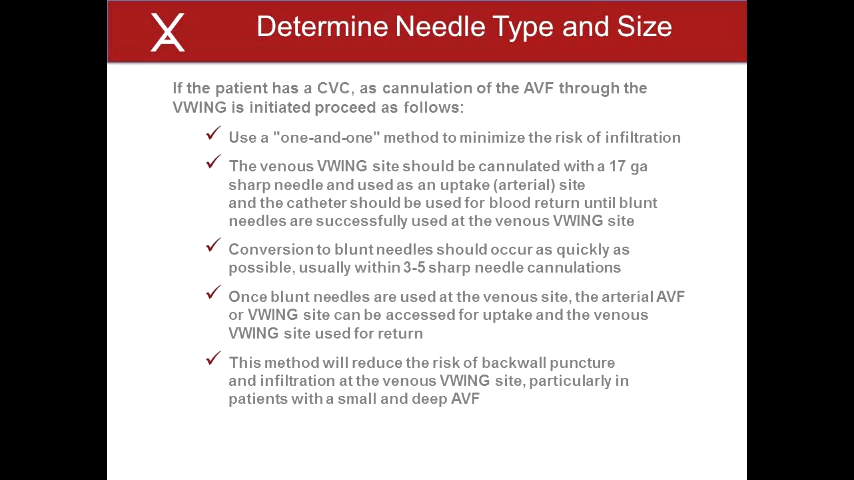 Determine Needle Type and Size
If the patient has a CVC, as cannulation of the AVF through the
VWING is initiated proceed as follows:
Use a "one-and-one" method to minimize the risk of infiltration
The venous VWING site should be cannulated with a 17 ga
sharp needle and used as an uptake (arterial) site
and the catheter should be used for blood return until blunt
needles are successfully used at the venous VWING site
Conversion to blunt needles should occur as quickly as
possible, usually within 3-5 sharp needle cannulations
Once blunt needles are used at the venous site, the arterial AVF
or VWING site can be accessed for uptake and the venous
VWING site used for return
This method will reduce the risk of backwall puncture
and infiltration at the venous VWING site, particularly in
patients with a small and deep AVF